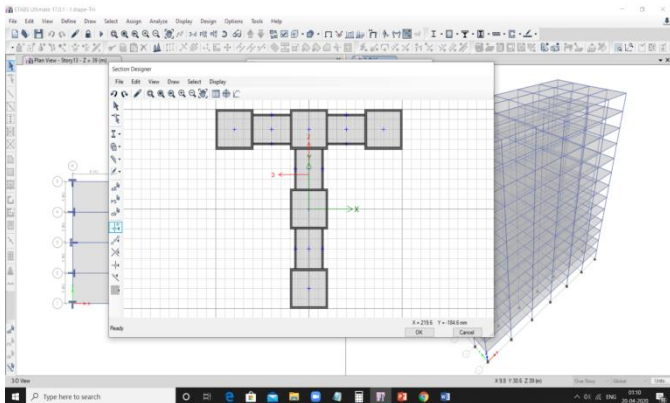 ETABS Ultimate 17.0.1 - t shape-TH
File Edit View Define Draw Select Assign Analyze Display Design Options Tools Help
Plan View - Story13 - Z = 39 (m)
Section Designer
File Edit View Draw Select Display
2
Y
3
X
X = 219.6 Y = -184.6 mm
Ready
OK Cancel
3-D View
X 9.8 Y 30.6 Z 39 (m)
One Story
Global
Units
Type here to search
ENG
01:10
20-04-2020